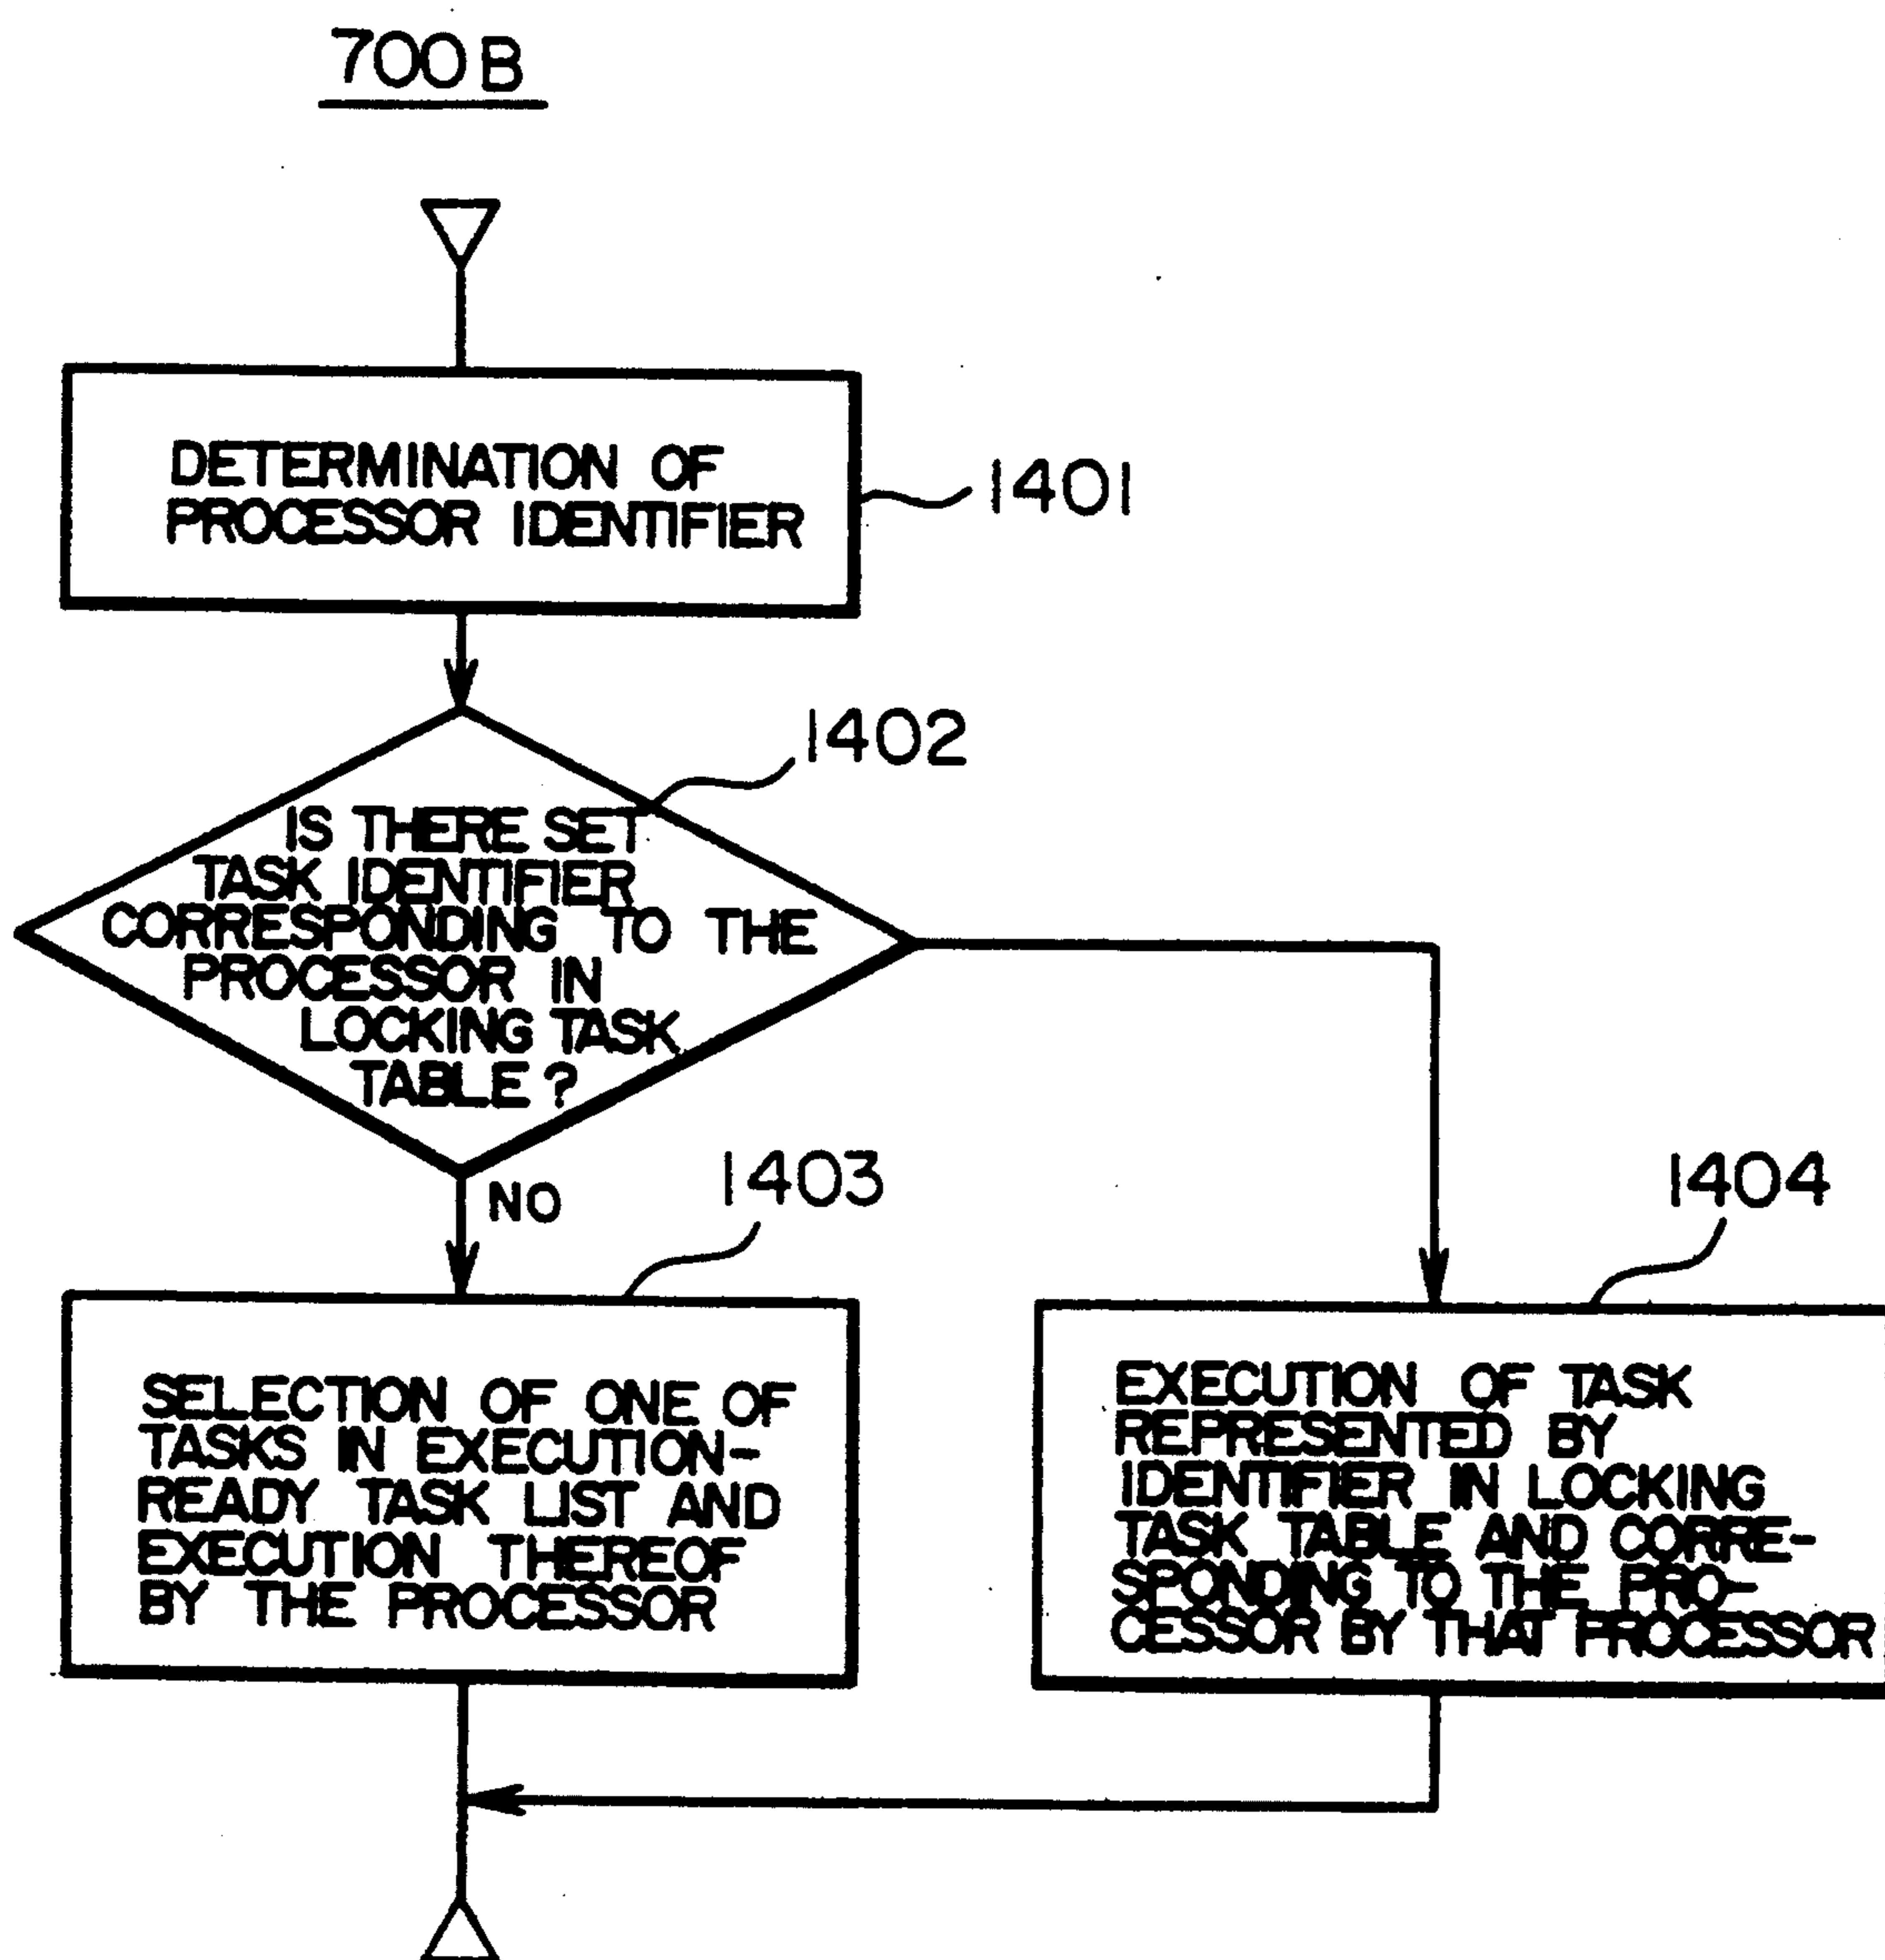 700B
DETERMINATION OF
PROCESSOR IDENTIFIER
1401
1402
IS THERE SET
TASK IDENTIFIER
CORRESPONDING TO THE
PROCESSOR IN
LOCKING TASK
TABLE?
NO
1403
1404
SELECTION OF ONE OF
TASKS IN EXECUTION-
READY TASK LIST AND
EXECUTION THEREOF
BY THE PROCESSOR
EXECUTION OF TASK
REPRESENTED BY
IDENTIFIER IN LOCKING
TASK TABLE AND CORRE-
SPONDING TO THE PRO-
CESSOR BY THAT PROCESSOR